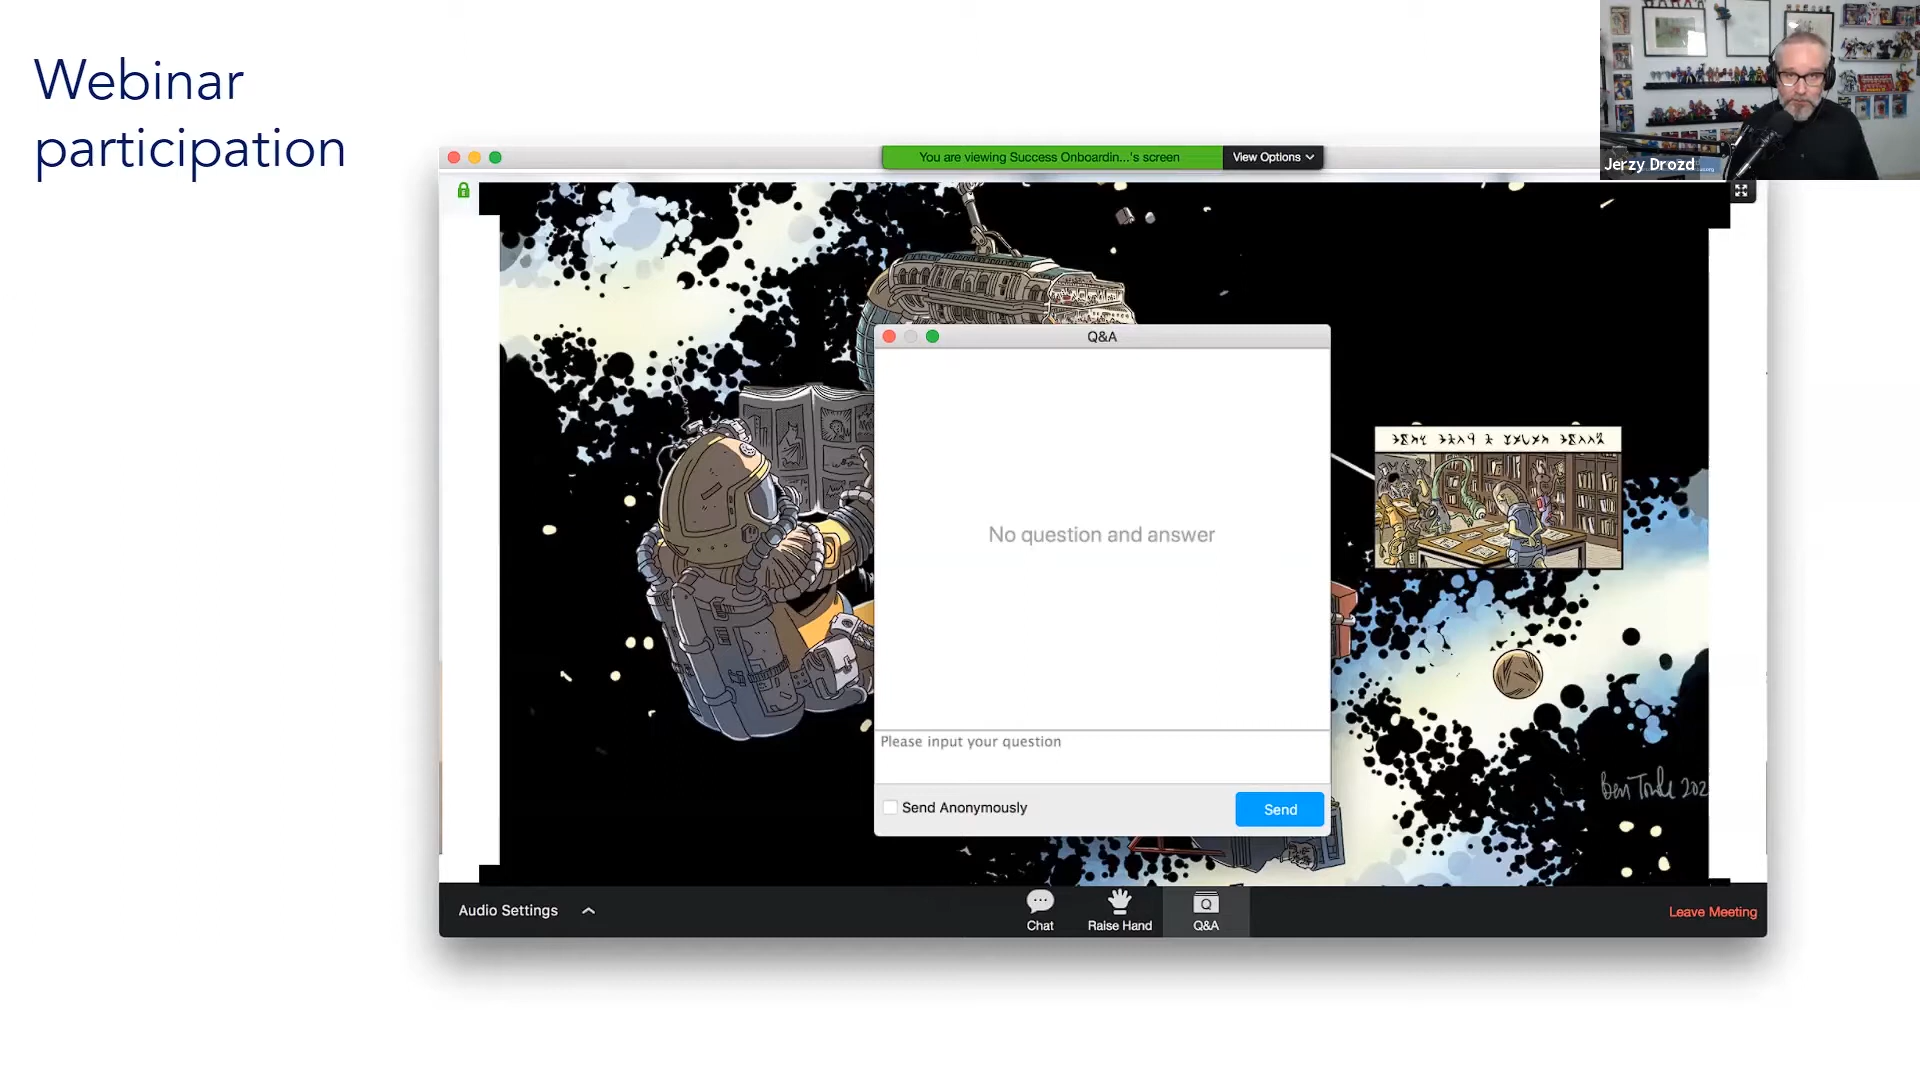 Webinar
participation
Jerzy Drozd
You are viewing Success Onboardin...'s screen
View Options
Q&A
No question and answer
Please input your question
Send Anonymously
Send
Audio Settings
Chat
Raise Hand
Q&A
Leave Meeting